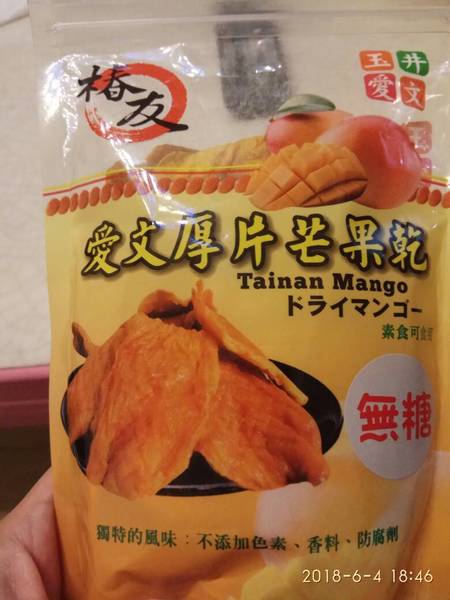 椿友
玉井
愛文
愛文厚片芒果乾
Tainan Mango
ドライマンゴー
素食可食用
無糖
獨特的風味：不添加色素、香料、防腐劑
2018-6-4 18:46